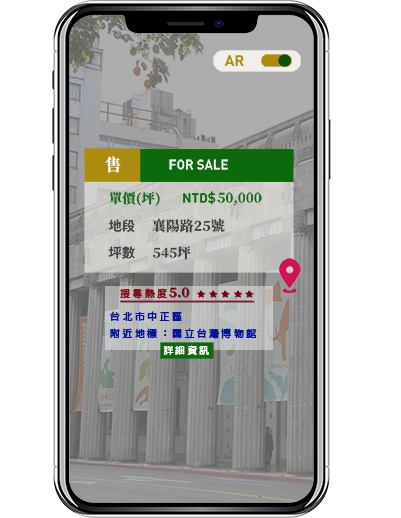 AR
售 FOR SALE
單價(坪) NTD$50,000
地段 襄陽路25號
坪數 545坪
搜尋熱度5.0 ★★★★★
台北市中正區
附近地標：國立台灣博物館
詳細資訊